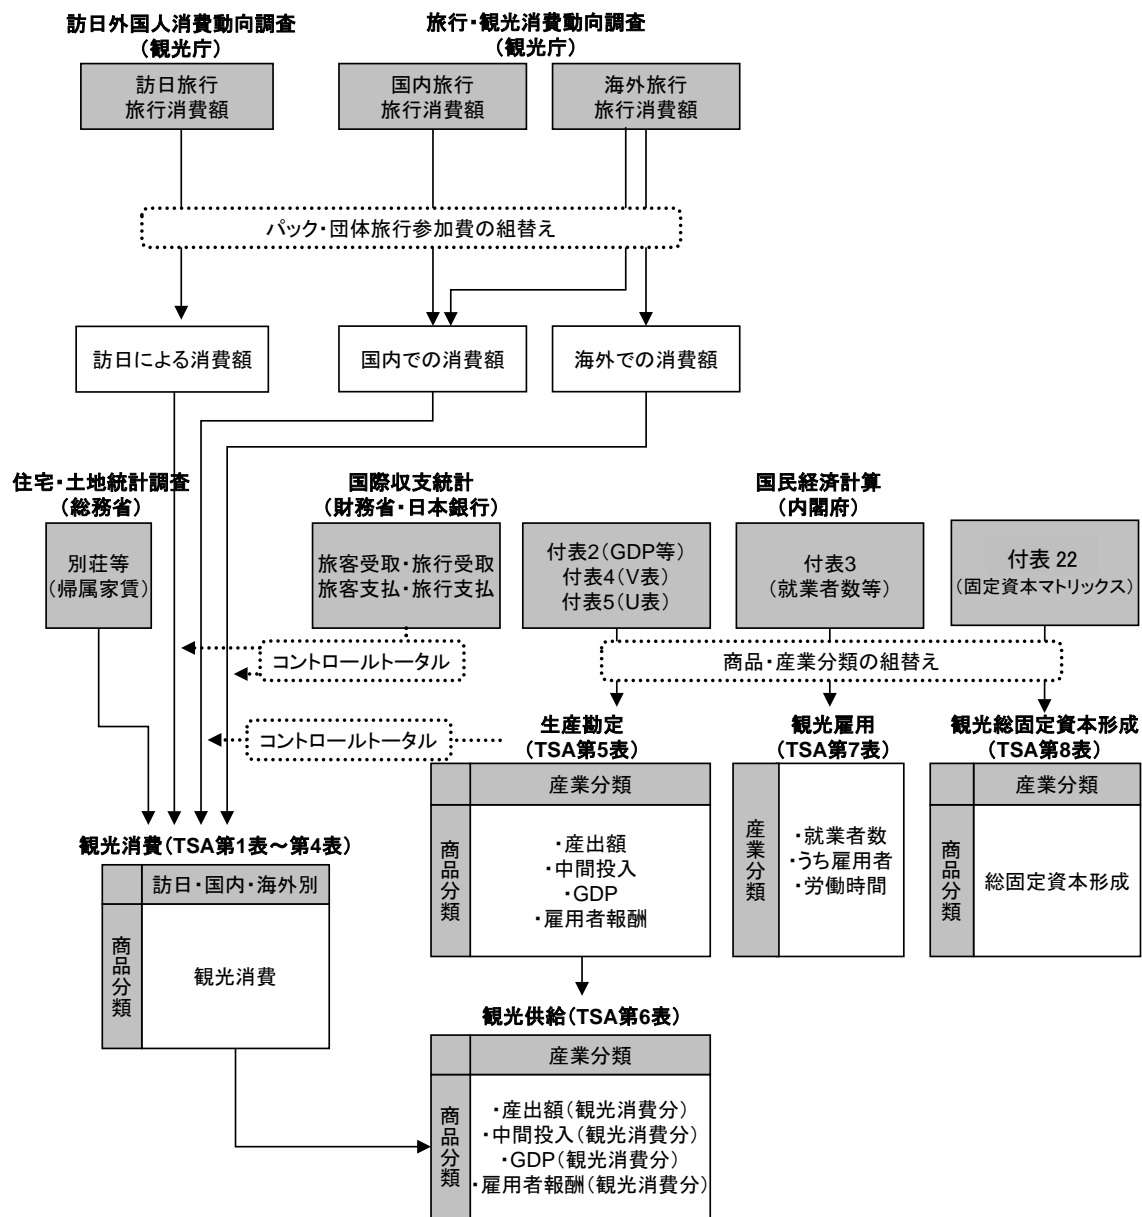 訪日外国人消費動向調査
(観光庁)
旅行・観光消費動向調査
(観光庁)
訪日旅行
旅行消費額
国内旅行
旅行消費額
海外旅行
旅行消費額
パック・団体旅行参加費の組替え
訪日による消費額
国内での消費額
海外での消費額
住宅・土地統計調査
(総務省)
国際収支統計
(財務省・日本銀行)
国民経済計算
(内閣府)
別荘等
(帰属家賃)
旅客受取・旅行受取
旅客支払・旅行支払
付表2(GDP等)
付表4(V表)
付表5(U表)
付表3
(就業者数等)
付表 22
(固定資本マトリックス)
コントロールトータル
商品・産業分類の組替え
コントロールトータル
生産勘定
(TSA第5表)
観光雇用
(TSA第7表)
観光総固定資本形成
(TSA第8表)
産業分類
商品分類
・産出額
・中間投入
・GDP
・雇用者報酬
産業分類
・就業者数
・うち雇用者
・労働時間
産業分類
商品分類
総固定資本形成
観光消費(TSA第1表～第4表)
訪日・国内・海外別
商品分類
観光消費
観光供給(TSA第6表)
産業分類
商品分類
・産出額(観光消費分)
・中間投入(観光消費分)
・GDP(観光消費分)
・雇用者報酬(観光消費分)